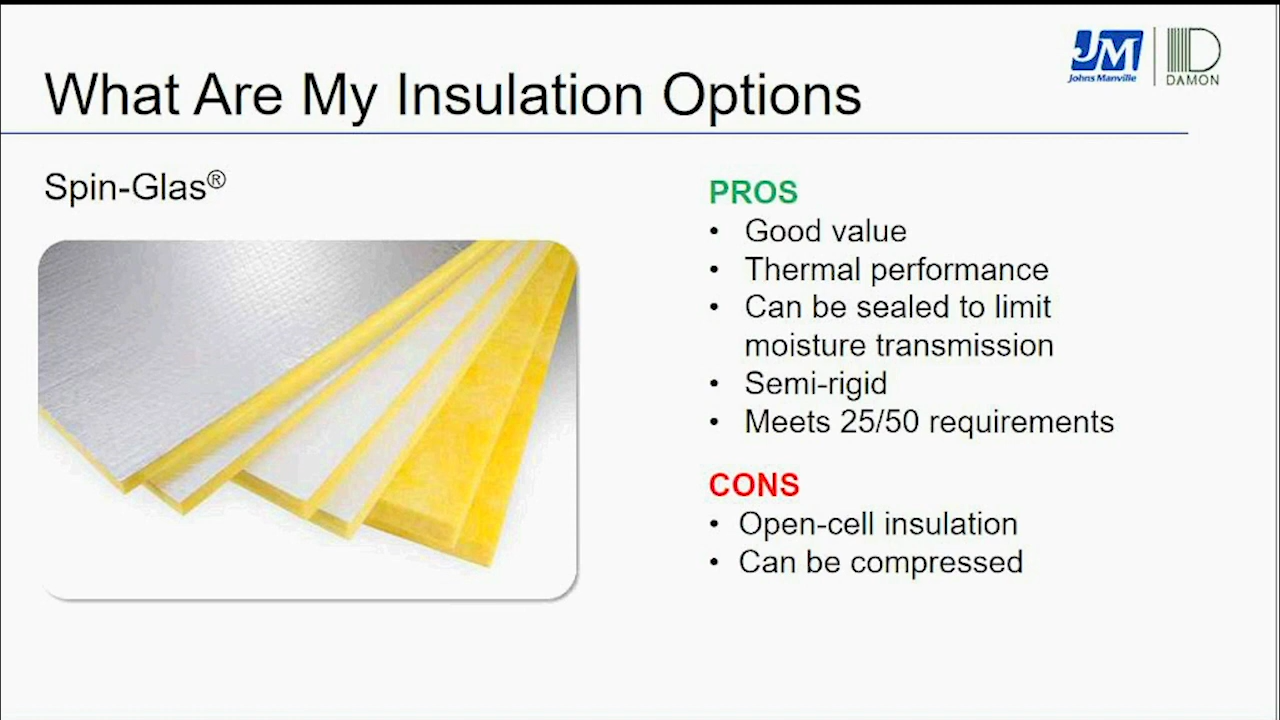 JM
Johns Manville
DAMON
What Are My Insulation Options
Spin-Glas®
PROS
• Good value
• Thermal performance
• Can be sealed to limit
moisture transmission
• Semi-rigid
• Meets 25/50 requirements
CONS
• Open-cell insulation
• Can be compressed